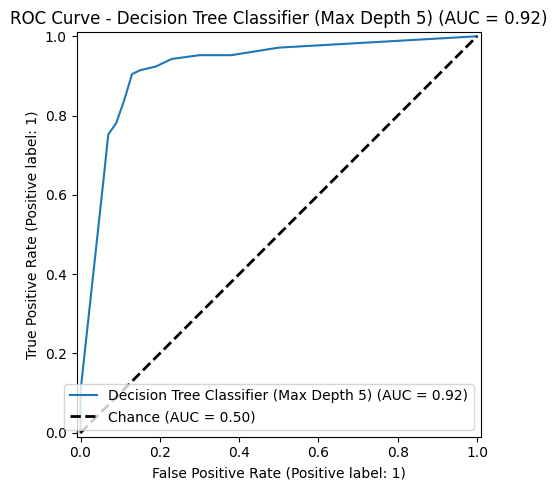 ROC Curve - Decision Tree Classifier (Max Depth 5) (AUC = 0.92)
1.0
0.8
0.6
0.4
0.2
0.0
True Positive Rate (Positive label: 1)
Decision Tree Classifier (Max Depth 5) (AUC = 0.92)
Chance (AUC = 0.50)
0.0 0.2 0.4 0.6 0.8 1.0
False Positive Rate (Positive label: 1)